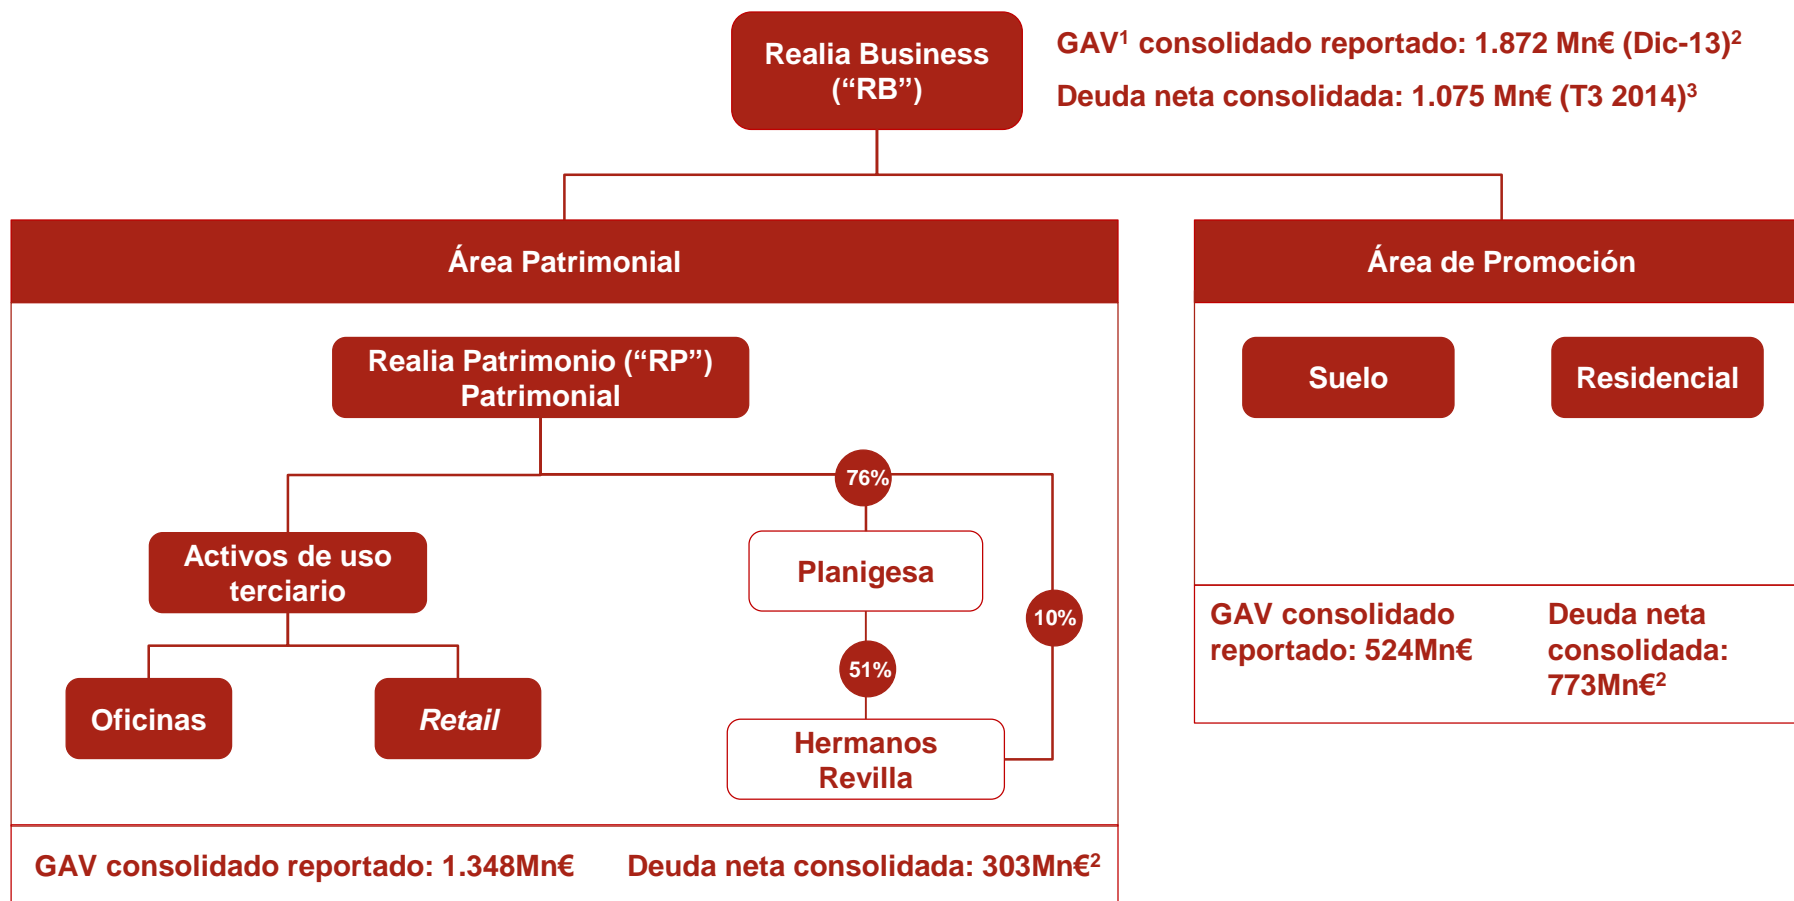 Realia Business
(“RB”)
GAV¹ consolidado reportado: 1.872 Mn€ (Dic-13)²
Deuda neta consolidada: 1.075 Mn€ (T3 2014)³
Área Patrimonial
Realia Patrimonio (“RP”)
Patrimonial
76%
Activos de uso
terciario
Planigesa
10%
51%
Oficinas
Retail
Hermanos
Revilla
GAV consolidado reportado: 1.348Mn€
Deuda neta consolidada: 303Mn€²
Área de Promoción
Suelo
Residencial
GAV consolidado
reportado: 524Mn€
Deuda neta
consolidada:
773Mn€²